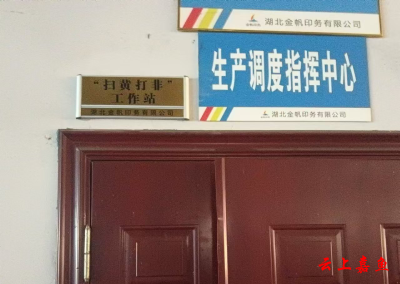 湖北金帆印务有限公司
生产调度指挥中心
湖北金帆印务有限公司
“扫黄打非”
工作站
湖北金帆印务有限公司
云上嘉鱼